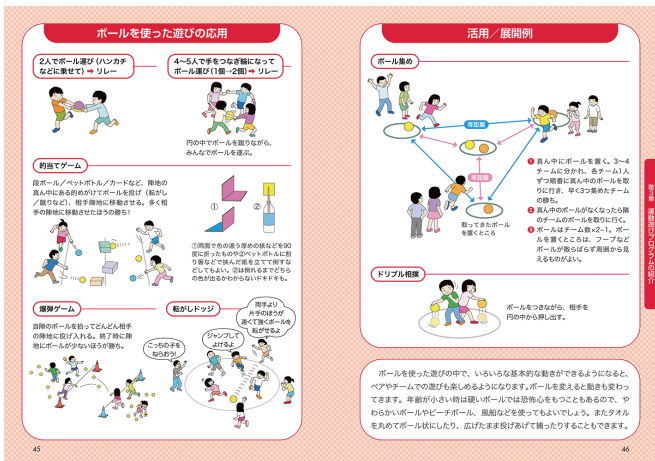 ボールを使った遊びの応用
2人でボール運び（ハンカチ
などに乗せて）➡ リレー
4〜5人で手をつなぎ輪になって
ボール運び（1個→2個）➡ リレー
円の中でボールを蹴りながら、
みんなでボールを運ぶ。
的当てゲーム
段ボール／ペットボトル／カードなど、陣地の
真ん中にある的めがけてボールを投げ（転がし
／蹴りなど）、相手陣地に移動させる。多く相
手の陣地に移動させたほうの勝ち！
①
②
①両面で色の違う厚めの紙などを90
度に折ったものや②ペットボトルに割
り箸などで挟んだ紙を立てて倒すな
どしてもよい。②は倒れるまでどちら
の色が出るかわからないドキドキも。
爆弾ゲーム
自陣のボールを拾ってどんどん相手
の陣地に投げ入れる。終了時に陣
地にボールが少ないほうが勝ち。
転がしドッジ
両手より
片手のほうが
速くて強くボールを
転がせるよ
こっちの子を
ねらおう！
ジャンプして
よけるよ
45
活用／展開例
ボール集め
等距離
等距離
取ってきたボール
を置くところ
❶ 真ん中にボールを置く。3〜4
チームに分かれ、各チーム1人
ずつ順番に真ん中のボールを取
りに行き、早く3つ集めたチーム
の勝ち。
❷ 真ん中のボールがなくなったら隣
のチームのボールを取りに行く。
❸ ボールはチーム数×2−1。ボー
ルを置くところは、フープなど
ボールが散らばらず周囲から見
えるものがよい。
ドリブル相撲
ボールをつきながら、相手を
円の中から押し出す。
ボールを使った遊びの中で、いろいろな基本的な動きができるようになると、
ペアやチームでの遊びも楽しめるようになります。ボールを変えると動きも変わっ
てきます。年齢が小さい時は硬いボールでは恐怖心をもつこともあるので、や
わらかいボールやビーチボール、風船などを使ってもよいでしょう。またタオル
を丸めてボール状にしたり、広げたまま投げあげて捕ったりすることもできます。
第3章 運動遊びプログラムの紹介
46